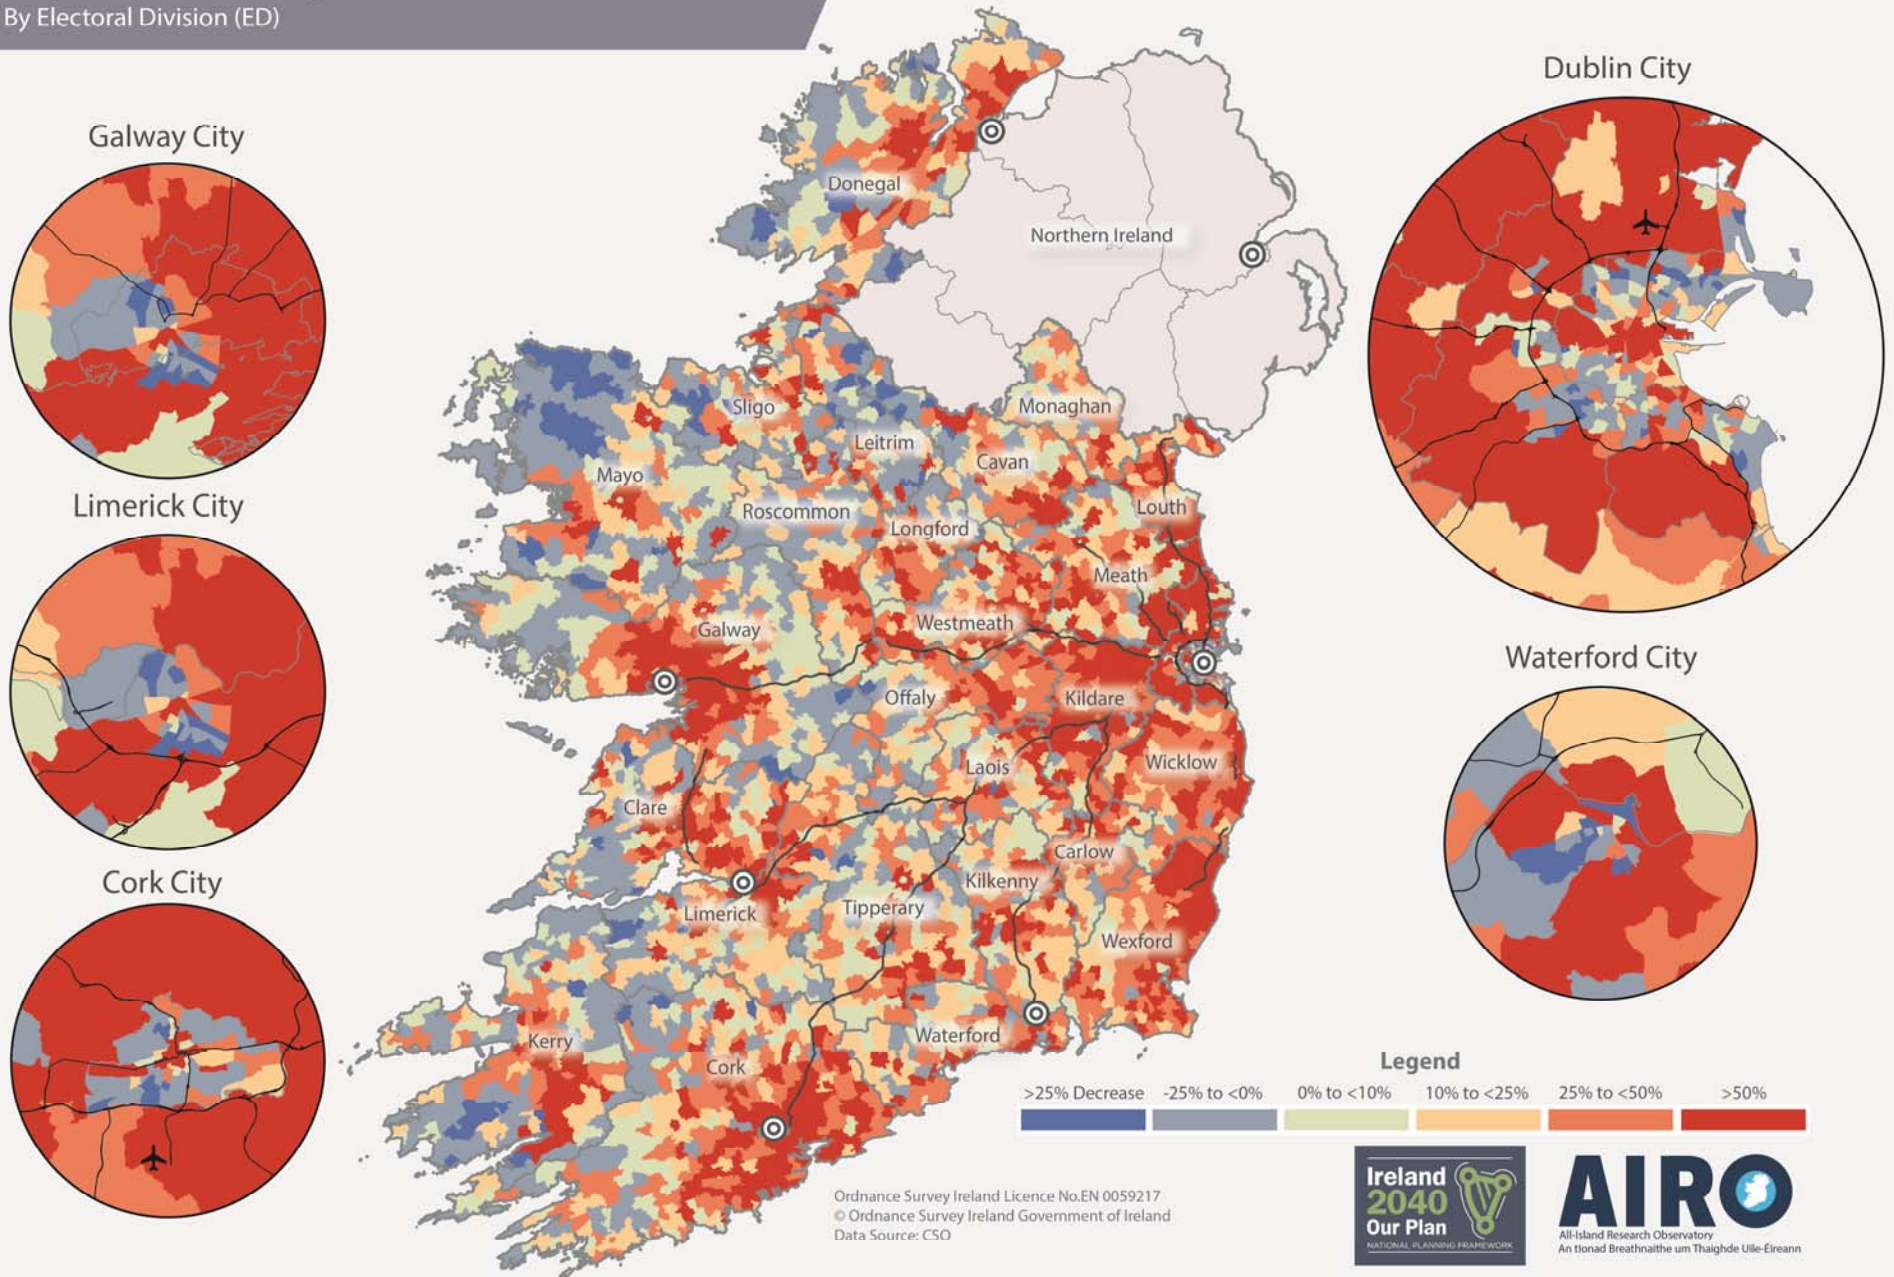 By Electoral Division (ED)
Galway City
Limerick City
Cork City
Donegal
Northern Ireland
Sligo
Monaghan
Leitrim
Cavan
Mayo
Roscommon
Louth
Longford
Meath
Westmeath
Galway
Offaly
Kildare
Laois
Wicklow
Clare
Carlow
Kilkenny
Limerick
Tipperary
Wexford
Waterford
Kerry
Cork
Dublin City
Waterford City
Legend
>25% Decrease
-25% to <0%
0% to <10%
10% to <25%
25% to <50%
>50%
Ordnance Survey Ireland Licence No.EN 0059217
© Ordnance Survey Ireland Government of Ireland
Data Source: CSO
Ireland
2040
Our Plan
NATIONAL PLANNING FRAMEWORK
AIRO
All-Island Research Observatory
An tionad Breathnaithe um Thaighde Uile-Éireann